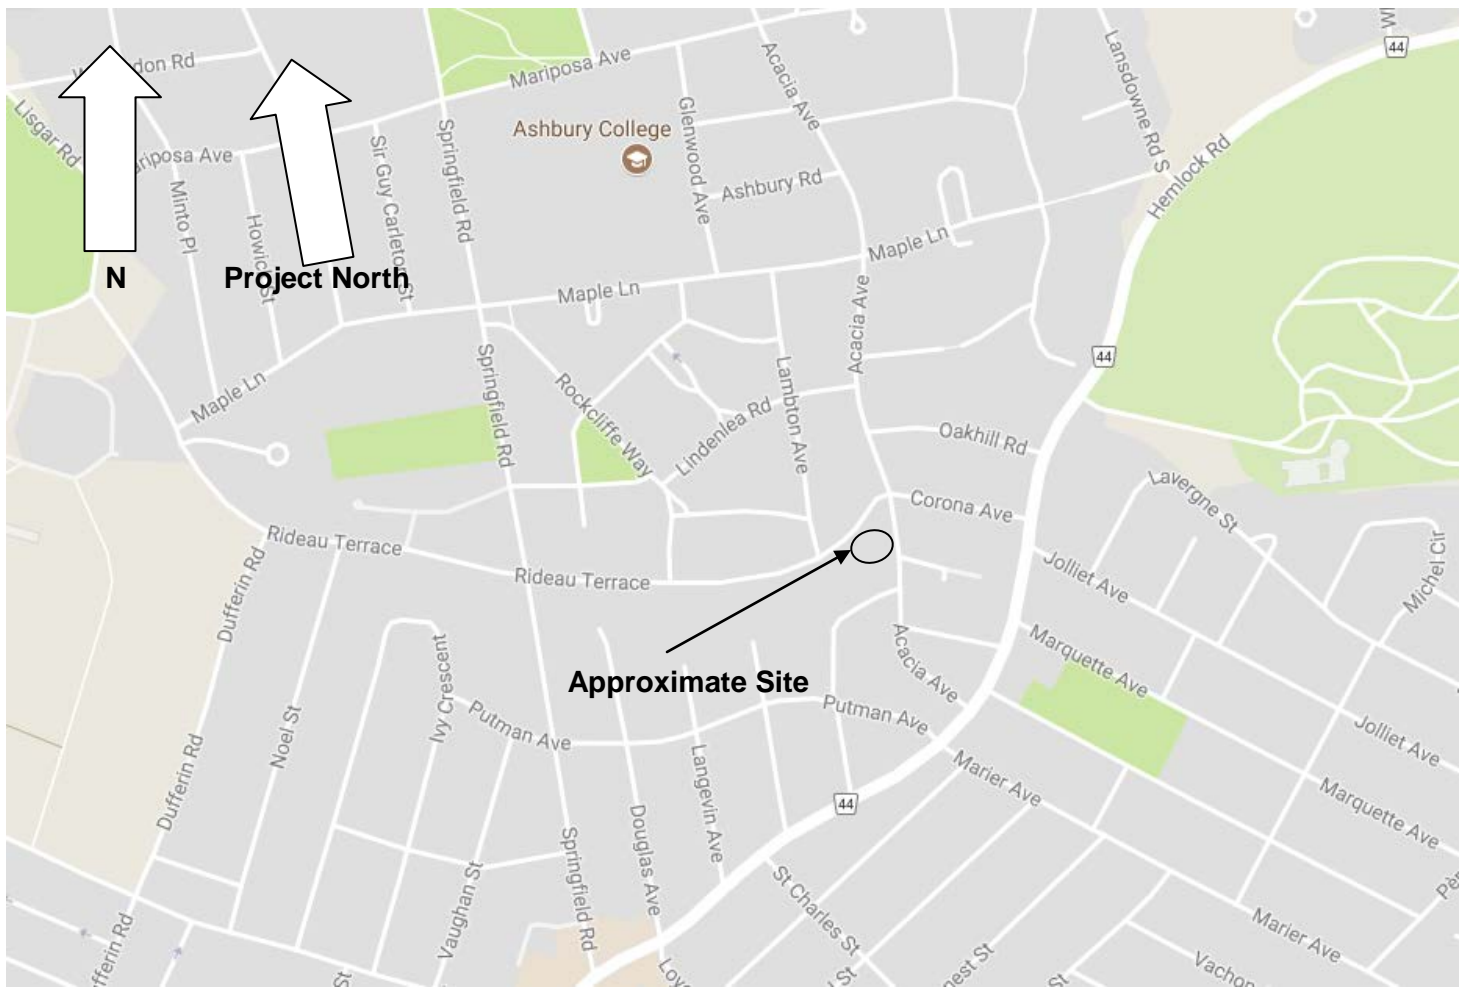 44
Mariposa Ave
Acacia Ave
Lansdowne Rd S
Lisgar Rd
Ashbury College
Springfield Rd
Sir Guy Carleton St
Glenwood Ave
Ashbury Rd
Hemlock Rd
Minto Pl
Howick St
N
Project North
Maple Ln
Maple Ln
Acacia Ave
44
Springfield Rd
Rockcliffe Way
Lambton Ave
Maple Ln
Lindenlea Rd
Oakhill Rd
Corona Ave
Lavergne St
Rideau Terrace
Rideau Terrace
Dufferin Rd
Jolliet Ave
Michel Cir
Marquette Ave
Ivy Crescent
Acacia Ave
Approximate Site
Noel St
Putman Ave
Putman Ave
Jolliet Ave
Langevin Ave
Marier Ave
Dufferin Rd
44
Marquette Ave
Douglas Ave
Springfield Rd
Vaughan St
St Charles St
Marier Ave